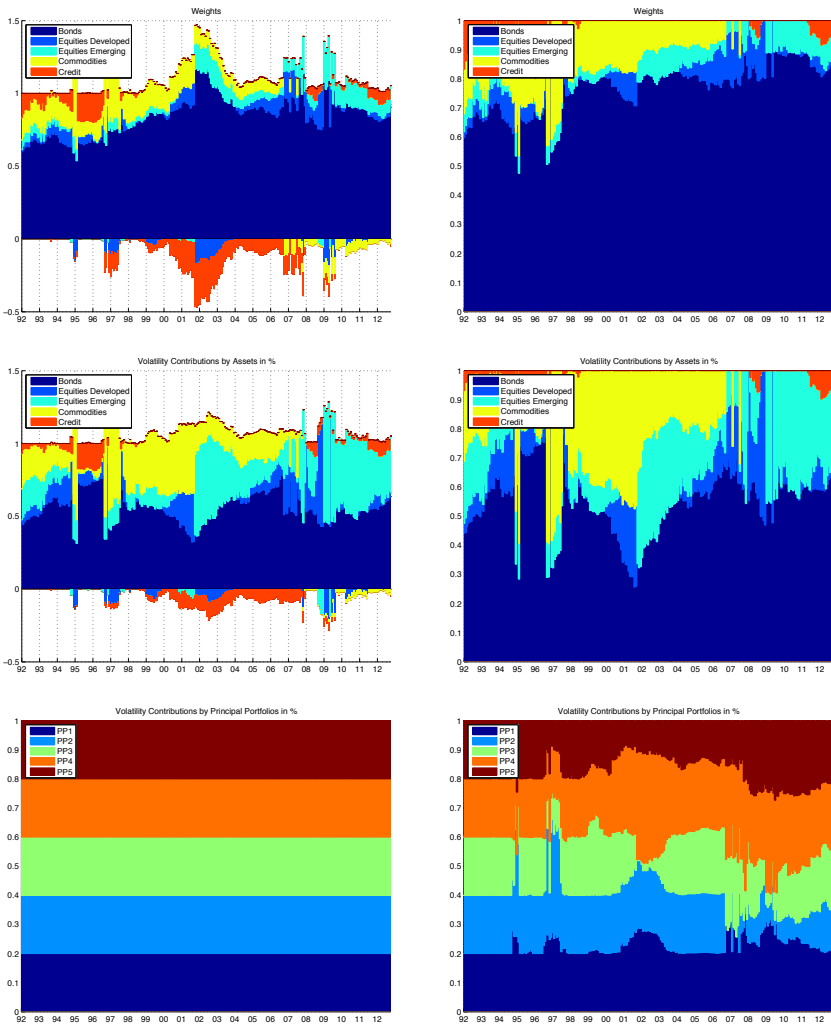 Weights
1.5
1
0.5
0
−0.5
Bonds
Equities Developed
Equities Emerging
Commodities
Credit
92 93 94 95 96 97 98 99 00 01 02 03 04 05 06 07 08 09 10 11 12
Weights
1
0.9
0.8
0.7
0.6
0.5
0.4
0.3
0.2
0.1
0
Bonds
Equities Developed
Equities Emerging
Commodities
Credit
92 93 94 95 96 97 98 99 00 01 02 03 04 05 06 07 08 09 10 11 12
Volatility Contributions by Assets in %
1.5
1
0.5
0
−0.5
Bonds
Equities Developed
Equities Emerging
Commodities
Credit
92 93 94 95 96 97 98 99 00 01 02 03 04 05 06 07 08 09 10 11 12
Volatility Contributions by Assets in %
1
0.9
0.8
0.7
0.6
0.5
0.4
0.3
0.2
0.1
0
Bonds
Equities Developed
Equities Emerging
Commodities
Credit
92 93 94 95 96 97 98 99 00 01 02 03 04 05 06 07 08 09 10 11 12
Volatility Contributions by Principal Portfolios in %
1
0.9
0.8
0.7
0.6
0.5
0.4
0.3
0.2
0.1
0
PP1
PP2
PP3
PP4
PP5
92 93 94 95 96 97 98 99 00 01 02 03 04 05 06 07 08 09 10 11 12
Volatility Contributions by Principal Portfolios in %
1
0.9
0.8
0.7
0.6
0.5
0.4
0.3
0.2
0.1
0
PP1
PP2
PP3
PP4
PP5
92 93 94 95 96 97 98 99 00 01 02 03 04 05 06 07 08 09 10 11 12